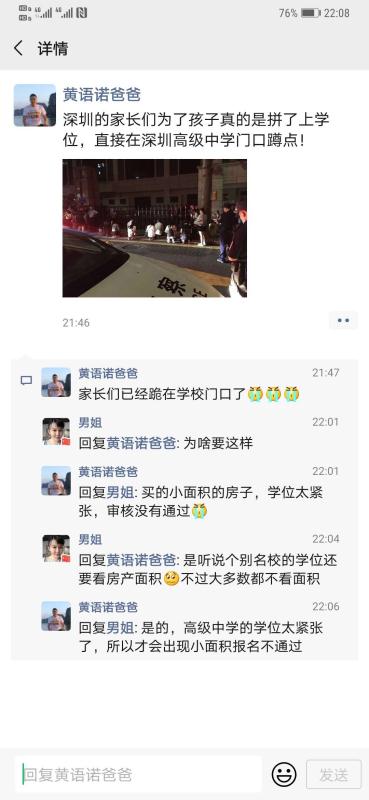 76% 22:08
详情
黄语诺爸爸
深圳的家长们为了孩子真的是拼了上学
位，直接在深圳高级中学门口蹲点！
21:46
黄语诺爸爸 21:47
家长们已经跪在学校门口了😭😭😭
男姐 22:01
回复黄语诺爸爸: 为啥要这样
黄语诺爸爸 22:01
回复男姐: 买的小面积的房子，学位太紧
张，审核没有通过😭
男姐 22:04
回复黄语诺爸爸: 是听说个别名校的学位还
要看房产面积🥺不过大多数都不看面积
黄语诺爸爸 22:06
回复男姐: 是的，高级中学的学位太紧张
了，所以才会出现小面积报名不通过
回复黄语诺爸爸
发送